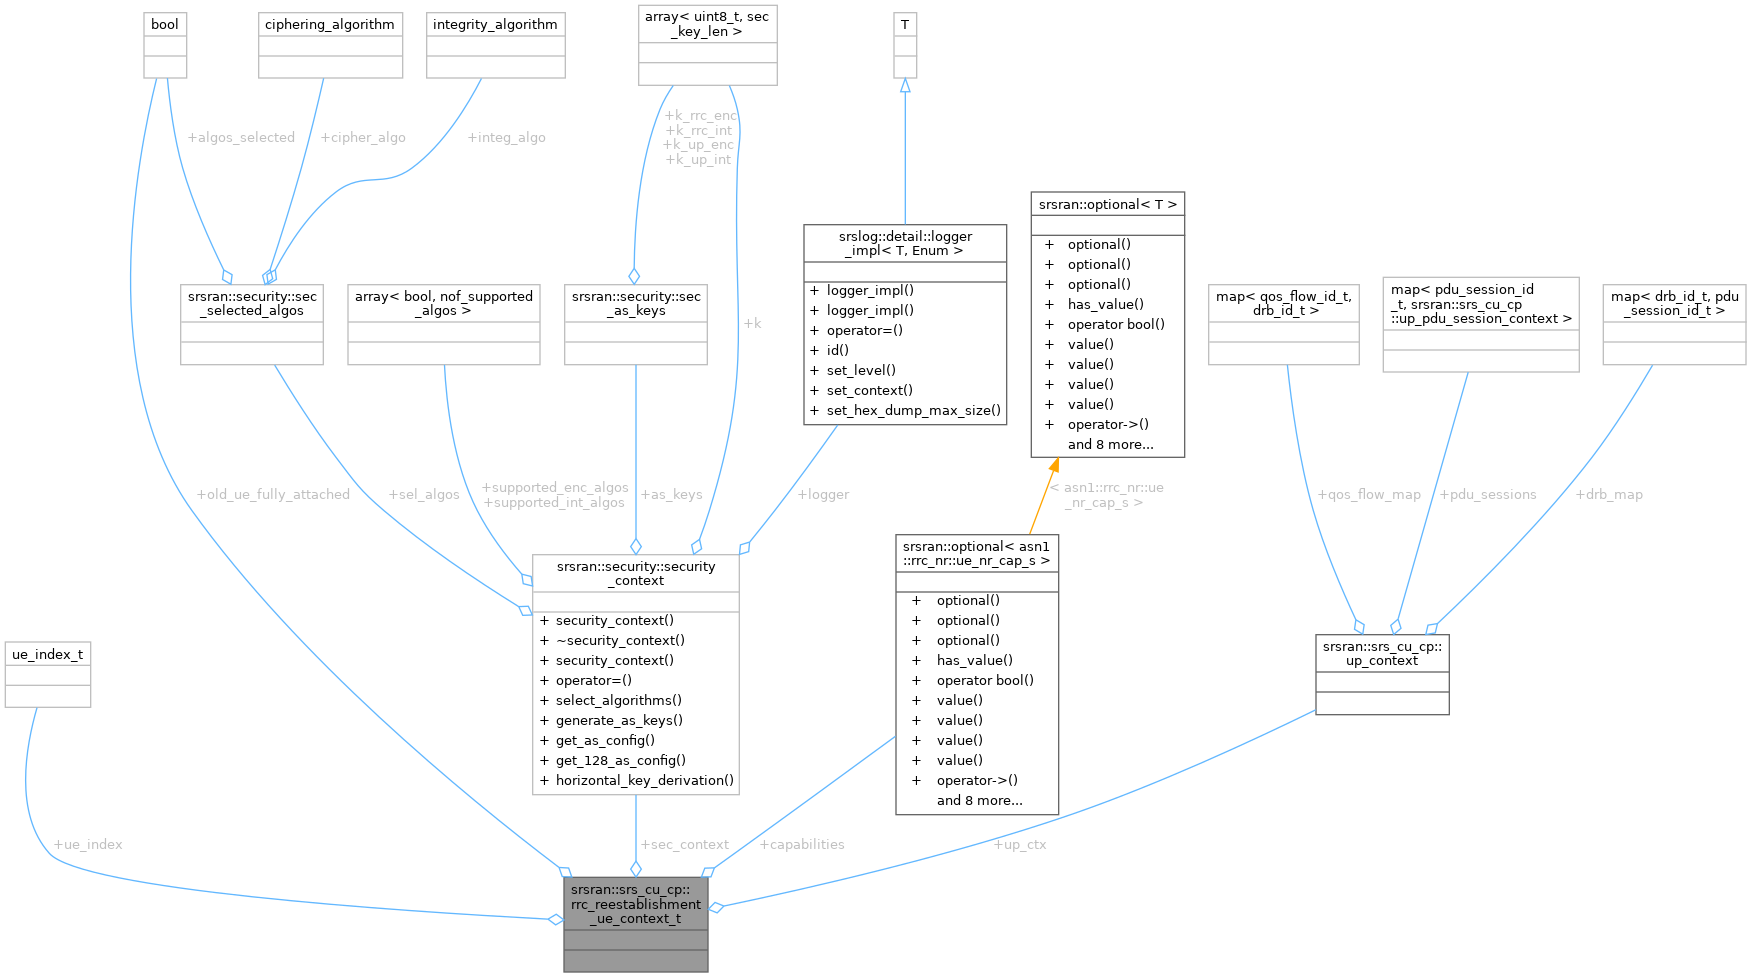 bool
ciphering_algorithm
integrity_algorithm
array< uint8_t, sec
_key_len >
T
+algos_selected
+cipher_algo
+integ_algo
+k_rrc_enc
+k_rrc_int
+k_up_enc
+k_up_int
srsran::optional< T >
+ optional()
+ optional()
+ optional()
+ has_value()
+ operator bool()
+ value()
+ value()
+ value()
+ value()
+ operator->()
and 8 more...
srslog::detail::logger
_impl< T, Enum >
+ logger_impl()
+ logger_impl()
+ operator=()
+ id()
+ set_level()
+ set_context()
+ set_hex_dump_max_size()
srsran::security::sec
_selected_algos
array< bool, nof_supported
_algos >
srsran::security::sec
_as_keys
+k
map< qos_flow_id_t,
drb_id_t >
map< pdu_session_id
_t, srsran::srs_cu_cp
::up_pdu_session_context >
map< drb_id_t, pdu
_session_id_t >
+old_ue_fully_attached
+sel_algos
+supported_enc_algos
+supported_int_algos
+as_keys
+logger
< asn1::rrc_nr::ue
_nr_cap_s >
+qos_flow_map
+pdu_sessions
+drb_map
srsran::security::security
_context
+ security_context()
+ ~security_context()
+ security_context()
+ operator=()
+ select_algorithms()
+ generate_as_keys()
+ get_as_config()
+ get_128_as_config()
+ horizontal_key_derivation()
srsran::optional< asn1
::rrc_nr::ue_nr_cap_s >
+ optional()
+ optional()
+ optional()
+ has_value()
+ operator bool()
+ value()
+ value()
+ value()
+ value()
+ operator->()
and 8 more...
ue_index_t
srsran::srs_cu_cp::
up_context
+ue_index
+sec_context
+capabilities
+up_ctx
srsran::srs_cu_cp::
rrc_reestablishment
_ue_context_t